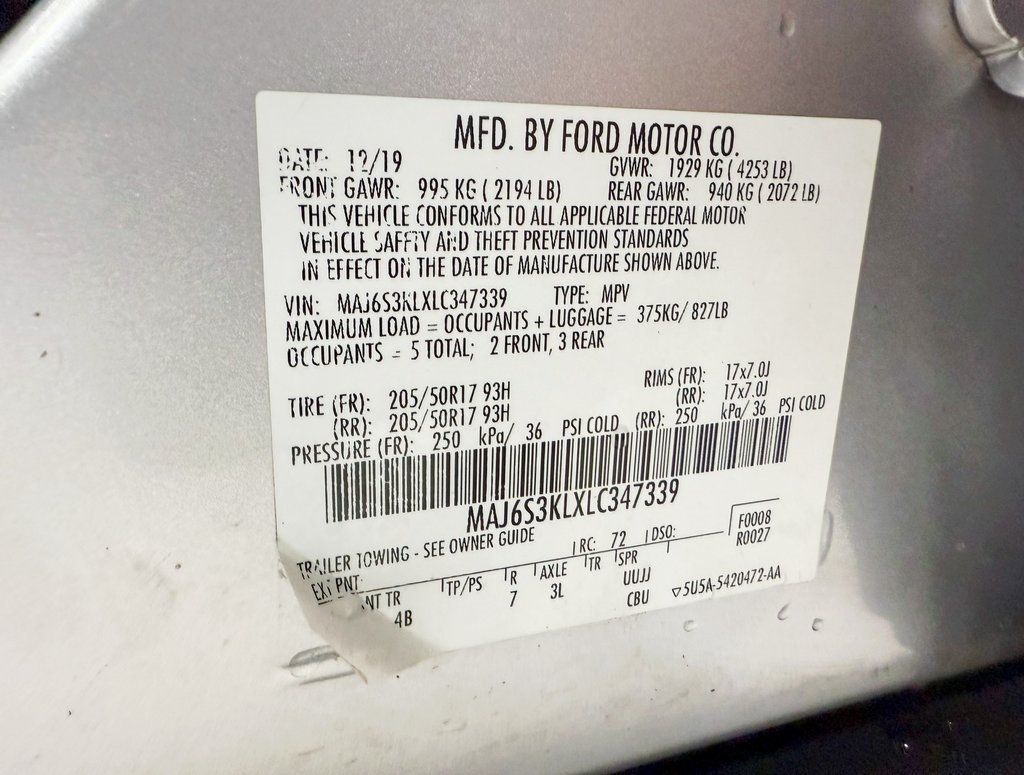 MFD. BY FORD MOTOR CO.
DATE: 12/19 GVWR: 1929 KG ( 4253 LB)
FRONT GAWR: 995 KG ( 2194 LB) REAR GAWR: 940 KG ( 2072 LB)
THIS VEHICLE CONFORMS TO ALL APPLICABLE FEDERAL MOTOR
VEHICLE SAFETY AND THEFT PREVENTION STANDARDS
IN EFFECT ON THE DATE OF MANUFACTURE SHOWN ABOVE.
VIN: MAJ6S3KLXLC347339 TYPE: MPV
MAXIMUM LOAD = OCCUPANTS + LUGGAGE = 375KG/ 827LB
OCCUPANTS = 5 TOTAL; 2 FRONT, 3 REAR
TIRE (FR): 205/50R17 93H RIMS (FR): 17x7.0J
(RR): 205/50R17 93H (RR): 17x7.0J
PRESSURE (FR): 250 kPa/ 36 PSI COLD (RR): 250 kPa/ 36 PSI COLD
MAJ6S3KLXLC347339
TRAILER TOWING - SEE OWNER GUIDE
EXT PNT: RC: 72 DSO: F0008
R0027
INT TR TP/PS R AXLE TR SPR
4B 7 3L UUJJ
CBU ▽5U5A-5420472-AA